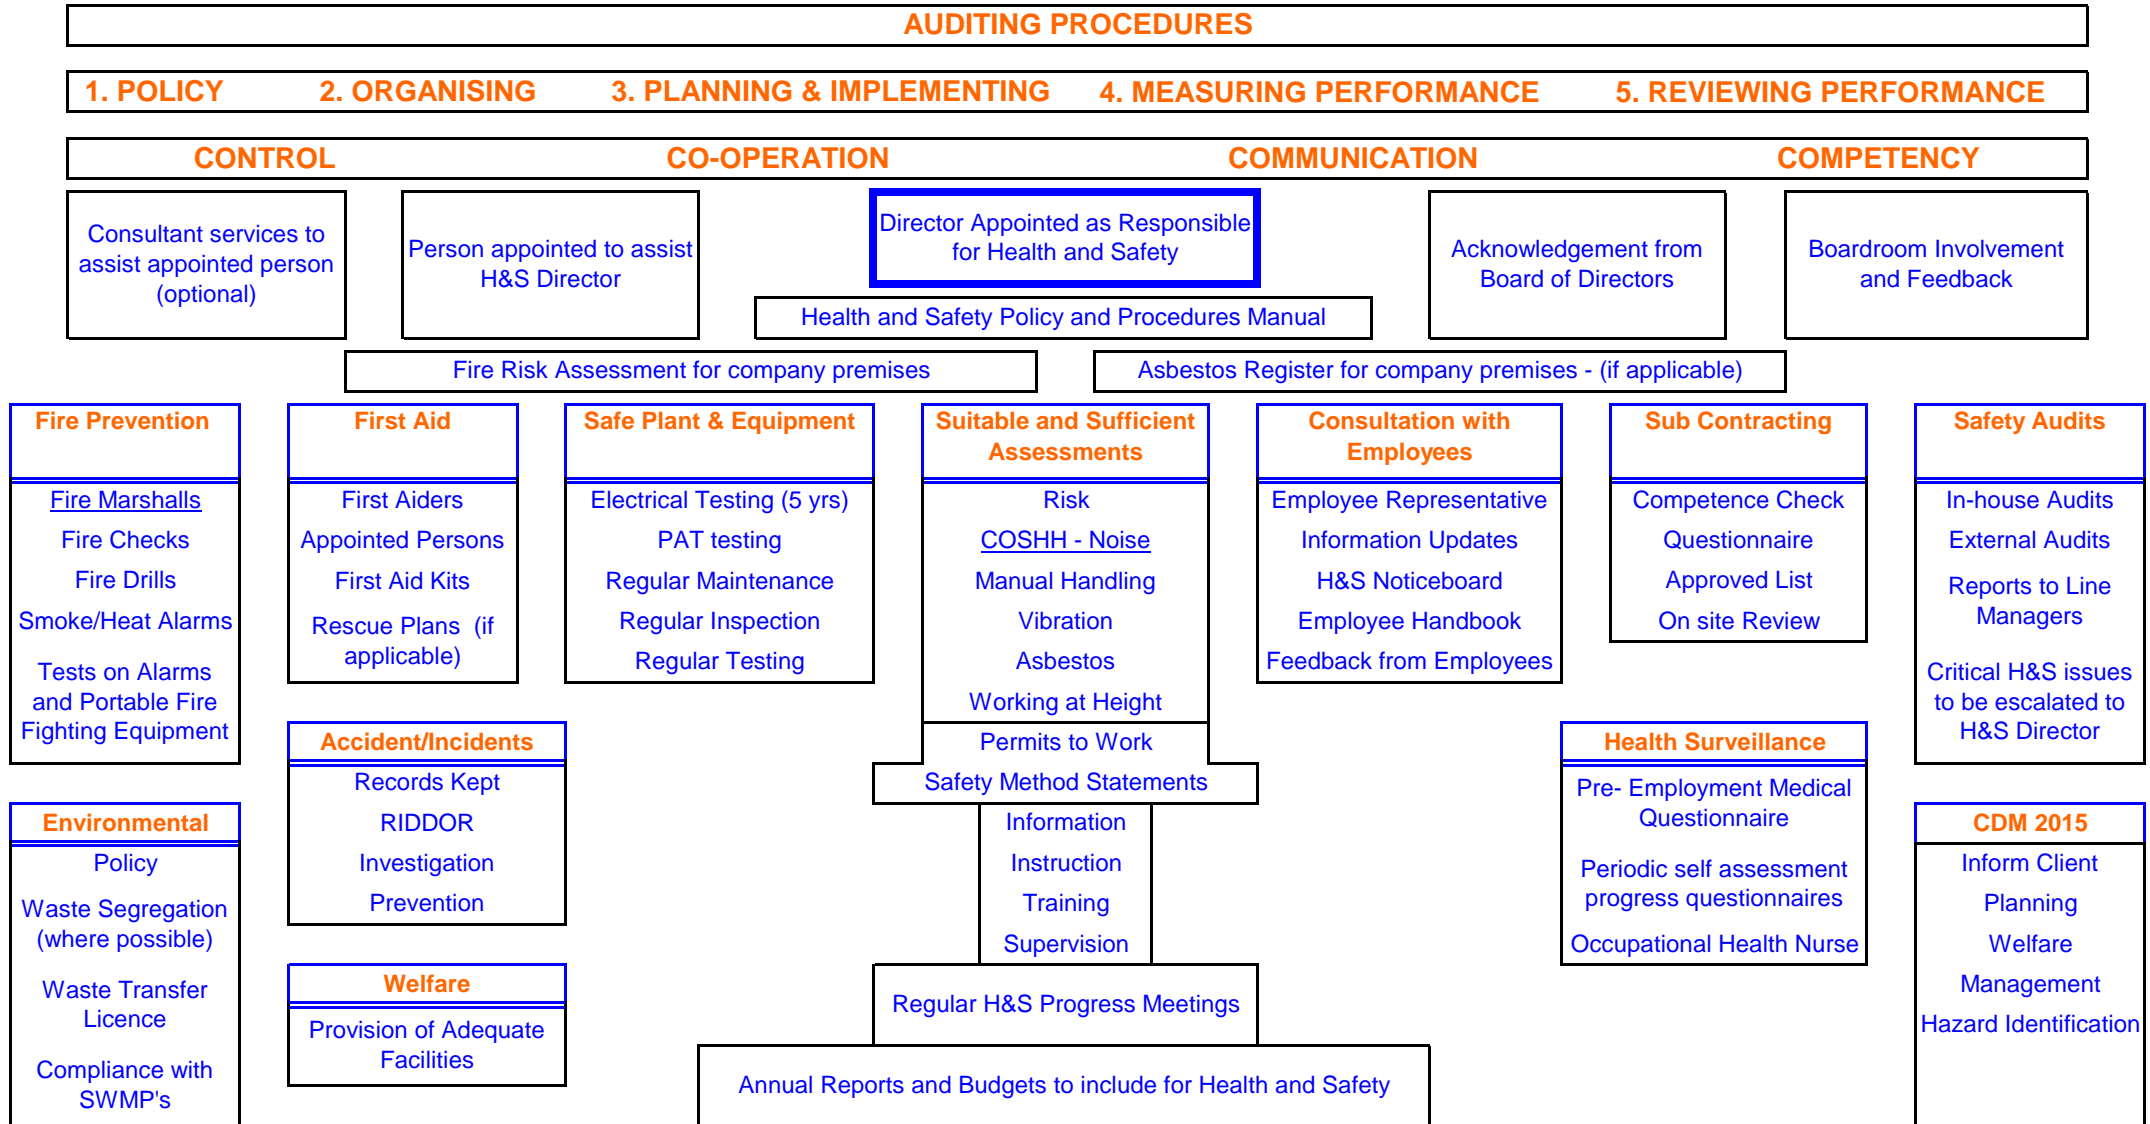 AUDITING PROCEDURES
1. POLICY 2. ORGANISING 3. PLANNING & IMPLEMENTING 4. MEASURING PERFORMANCE 5. REVIEWING PERFORMANCE
CONTROL CO-OPERATION COMMUNICATION COMPETENCY
Consultant services to
assist appointed person
(optional)
Person appointed to assist
H&S Director
Director Appointed as Responsible
for Health and Safety
Acknowledgement from
Board of Directors
Boardroom Involvement
and Feedback
Health and Safety Policy and Procedures Manual
Fire Risk Assessment for company premises
Asbestos Register for company premises - (if applicable)
Fire Prevention
Fire Marshalls
Fire Checks
Fire Drills
Smoke/Heat Alarms
Tests on Alarms
and Portable Fire
Fighting Equipment
Environmental
Policy
Waste Segregation
(where possible)
Waste Transfer
Licence
Compliance with
SWMP's
First Aid
First Aiders
Appointed Persons
First Aid Kits
Rescue Plans (if
applicable)
Accident/Incidents
Records Kept
RIDDOR
Investigation
Prevention
Welfare
Provision of Adequate
Facilities
Safe Plant & Equipment
Electrical Testing (5 yrs)
PAT testing
Regular Maintenance
Regular Inspection
Regular Testing
Suitable and Sufficient
Assessments
Risk
COSHH - Noise
Manual Handling
Vibration
Asbestos
Working at Height
Permits to Work
Safety Method Statements
Information
Instruction
Training
Supervision
Regular H&S Progress Meetings
Annual Reports and Budgets to include for Health and Safety
Consultation with
Employees
Employee Representative
Information Updates
H&S Noticeboard
Employee Handbook
Feedback from Employees
Sub Contracting
Competence Check
Questionnaire
Approved List
On site Review
Health Surveillance
Pre- Employment Medical
Questionnaire
Periodic self assessment
progress questionnaires
Occupational Health Nurse
Safety Audits
In-house Audits
External Audits
Reports to Line
Managers
Critical H&S issues
to be escalated to
H&S Director
CDM 2015
Inform Client
Planning
Welfare
Management
Hazard Identification